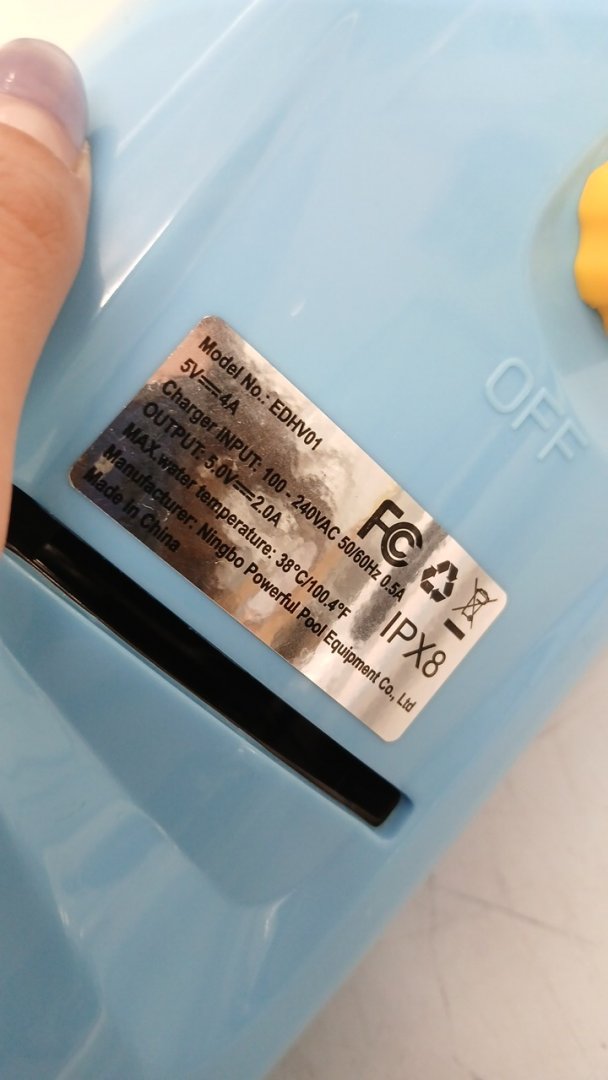 Model No.: EDHV01
5V⎓4A
Charger INPUT: 100 - 240VAC 50/60Hz 0.5A
OUTPUT: 5.0V⎓2.0A
MAX.water temperature: 38°C/100.4°F
Manufacturer: Ningbo Powerful Pool Equipment Co., Ltd
Made In China
FC
IPX8
OFF